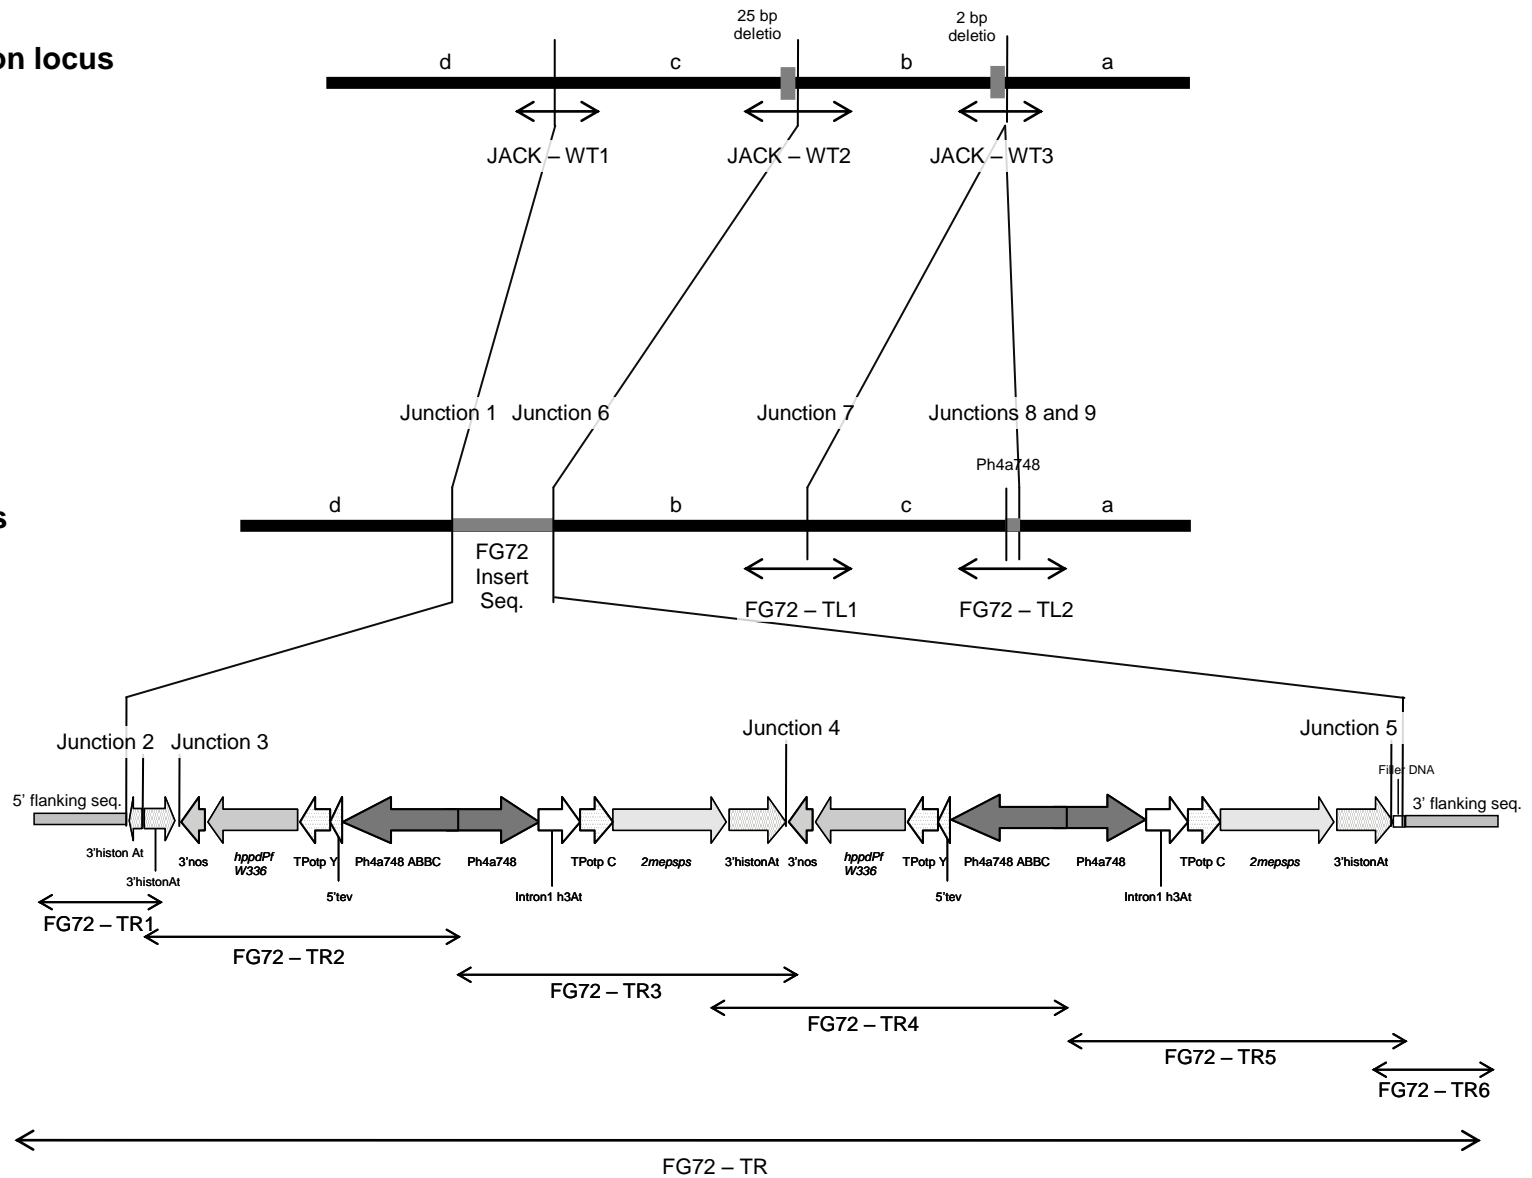 25 bp
deletio
2 bp
deletio
on locus
d
c
b
a
JACK – WT1
JACK – WT2
JACK – WT3
Junction 1
Junction 6
Junction 7
Junctions 8 and 9
Ph4a748
s
d
b
c
a
FG72
Insert
Seq.
FG72 – TL1
FG72 – TL2
Junction 2
Junction 3
Junction 4
Junction 5
Filler DNA
5’ flanking seq.
3’ flanking seq.
3’histon At
3’histonAt
3’nos
hppdPf
W336
TPotp Y
5’tev
Ph4a748 ABBC
Ph4a748
Intron1 h3At
TPotp C
2mepsps
3’histonAt
3’nos
hppdPf
W336
TPotp Y
5’tev
Ph4a748 ABBC
Ph4a748
Intron1 h3At
TPotp C
2mepsps
3’histonAt
FG72 – TR1
FG72 – TR2
FG72 – TR3
FG72 – TR4
FG72 – TR5
FG72 – TR6
FG72 – TR